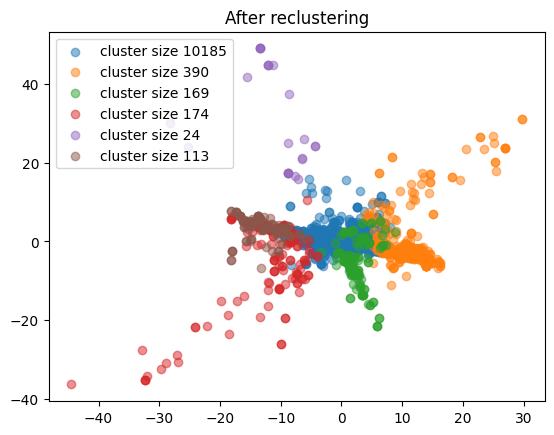 After reclustering
cluster size 10185
cluster size 390
cluster size 169
cluster size 174
cluster size 24
cluster size 113
40
20
0
−20
−40
−40 −30 −20 −10 0 10 20 30